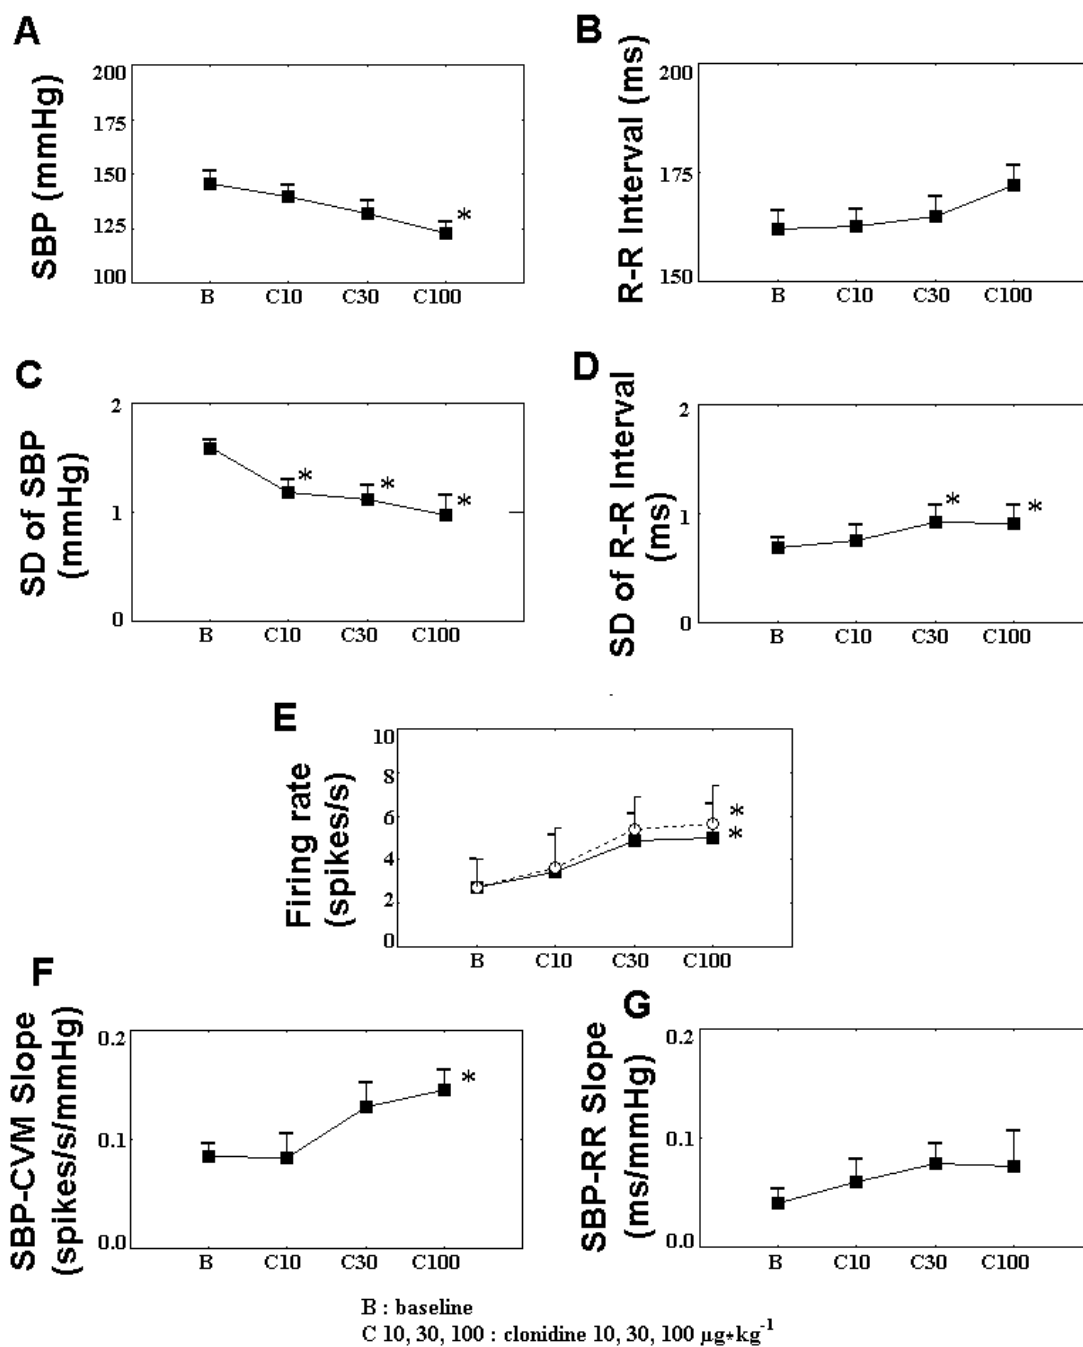 A
SBP (mmHg)
200
175
150
125
100
B
C10
C30
C100
*
B
R-R Interval (ms)
200
175
150
B
C10
C30
C100
C
SD of SBP
(mmHg)
2
1
0
B
C10
C30
C100
*
*
*
D
SD of R-R Interval
(ms)
2
1
0
B
C10
C30
C100
*
*
E
Firing rate
(spikes/s)
10
8
6
4
2
0
B
C10
C30
C100
*
*
F
SBP-CVM Slope
(spikes/s/mmHg)
0.2
0.1
0.0
B
C10
C30
C100
*
G
SBP-RR Slope
(ms/mmHg)
0.2
0.1
0.0
B
C10
C30
C100
B : baseline
C 10, 30, 100 : clonidine 10, 30, 100 µg*kg⁻¹